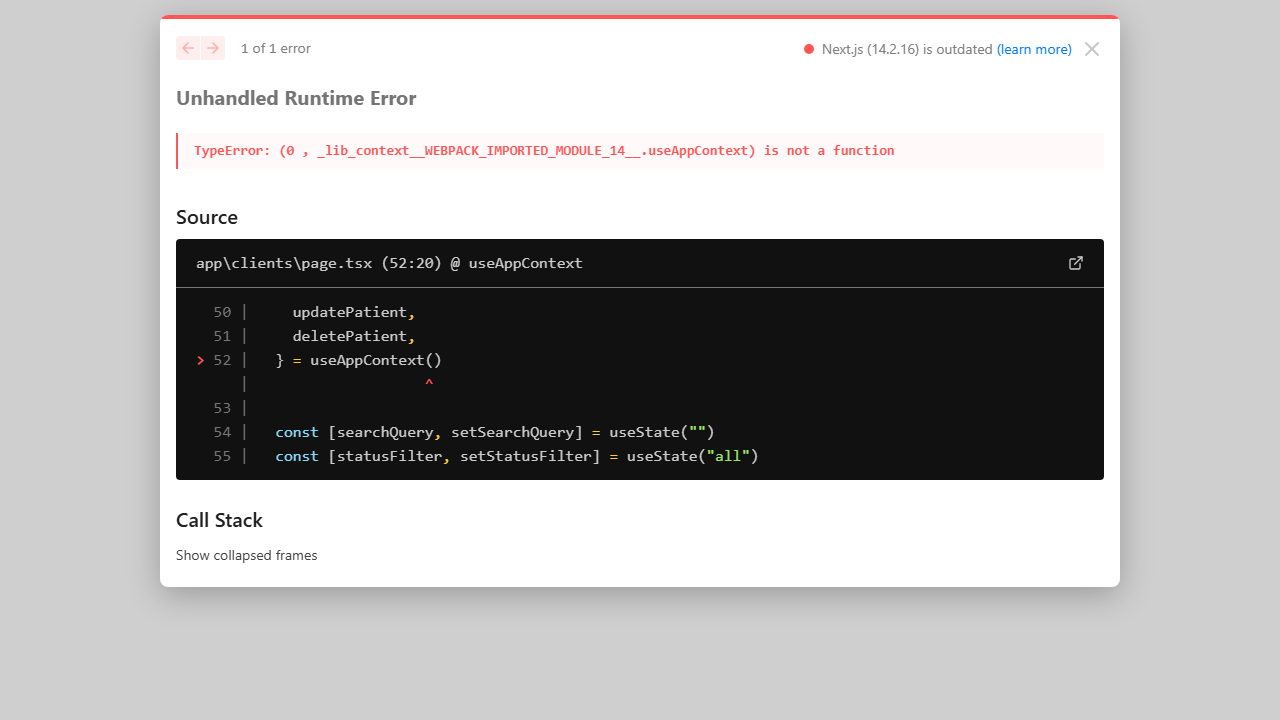 1 of 1 error
Next.js (14.2.16) is outdated (learn more)
Unhandled Runtime Error
TypeError: (0 , _lib_context__WEBPACK_IMPORTED_MODULE_14__.useAppContext) is not a function
Source
app\clients\page.tsx (52:20) @ useAppContext
50 |     updatePatient,
51 |     deletePatient,
> 52 |   } = useAppContext()
|                    ^
53 |
54 |   const [searchQuery, setSearchQuery] = useState("")
55 |   const [statusFilter, setStatusFilter] = useState("all")
Call Stack
Show collapsed frames